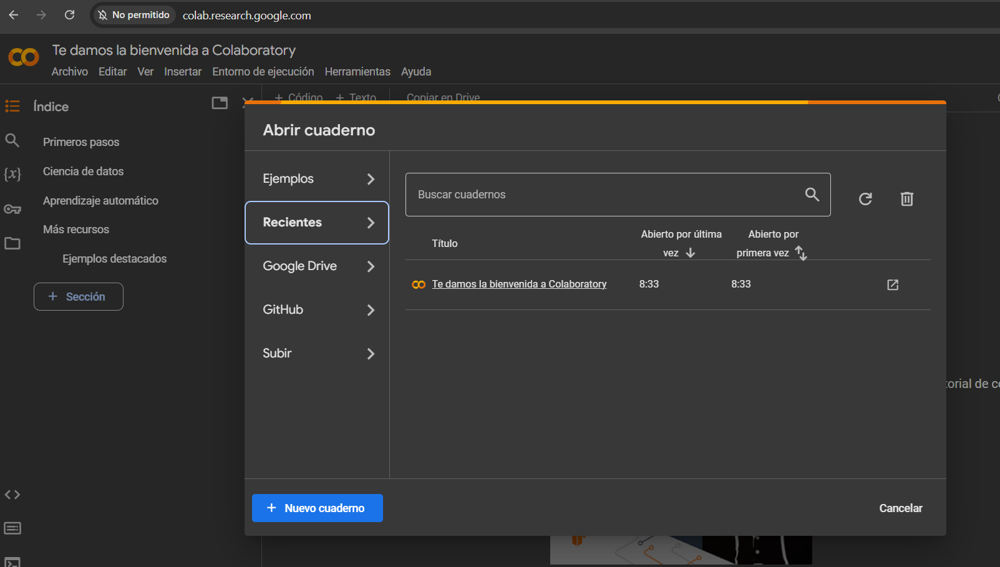 No permitido
colab.research.google.com
Te damos la bienvenida a Colaboratory
Archivo Editar Ver Insertar Entorno de ejecución Herramientas Ayuda
Índice
+ Código + Texto Copiar en Drive
Primeros pasos
Ciencia de datos
Aprendizaje automático
Más recursos
Ejemplos destacados
+ Sección
Abrir cuaderno
Ejemplos
Recientes
Google Drive
GitHub
Subir
Buscar cuadernos
Título
Abierto por última
vez
Abierto por
primera vez
Te damos la bienvenida a Colaboratory 8:33 8:33
torial de
+ Nuevo cuaderno
Cancelar